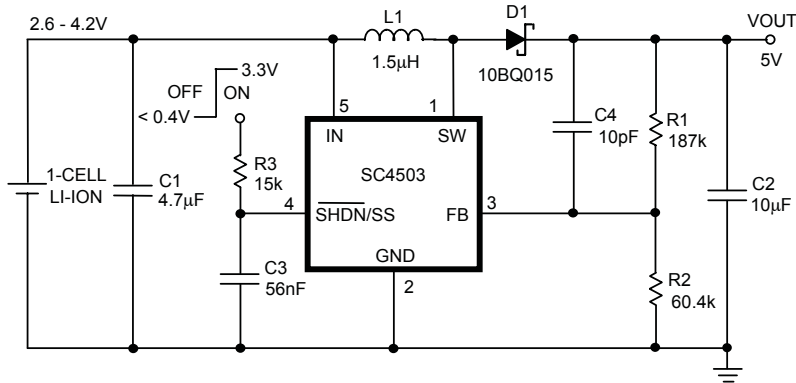 2.6 - 4.2V
L1
1.5µH
D1
10BQ015
VOUT
5V
3.3V
OFF
ON
< 0.4V
5
1
IN
SW
C4
10pF
R1
187k
1-CELL
LI-ION
C1
4.7µF
R3
15k
SC4503
C2
10µF
4
SHDN/SS
FB
3
GND
2
C3
56nF
R2
60.4k